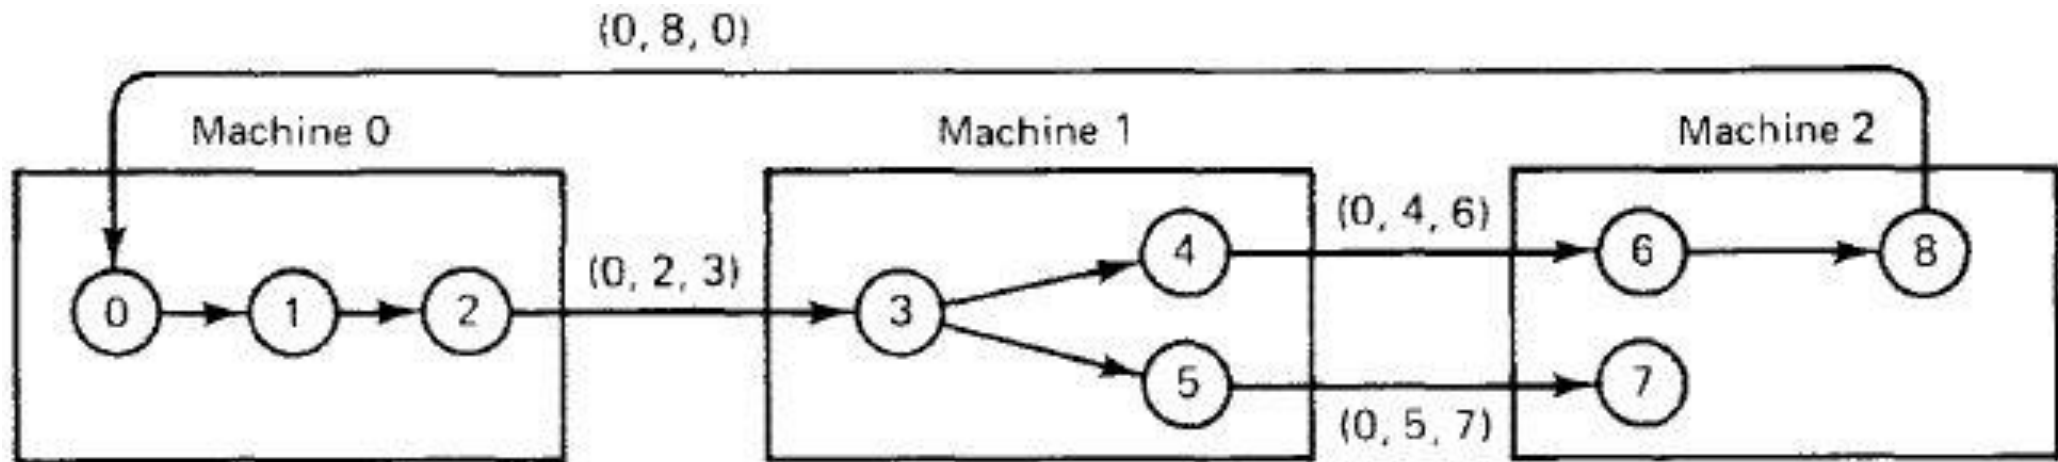 (0, 8, 0)
Machine 0
Machine 1
Machine 2
0
1
2
(0, 2, 3)
3
4
5
(0, 4, 6)
(0, 5, 7)
6
8
7